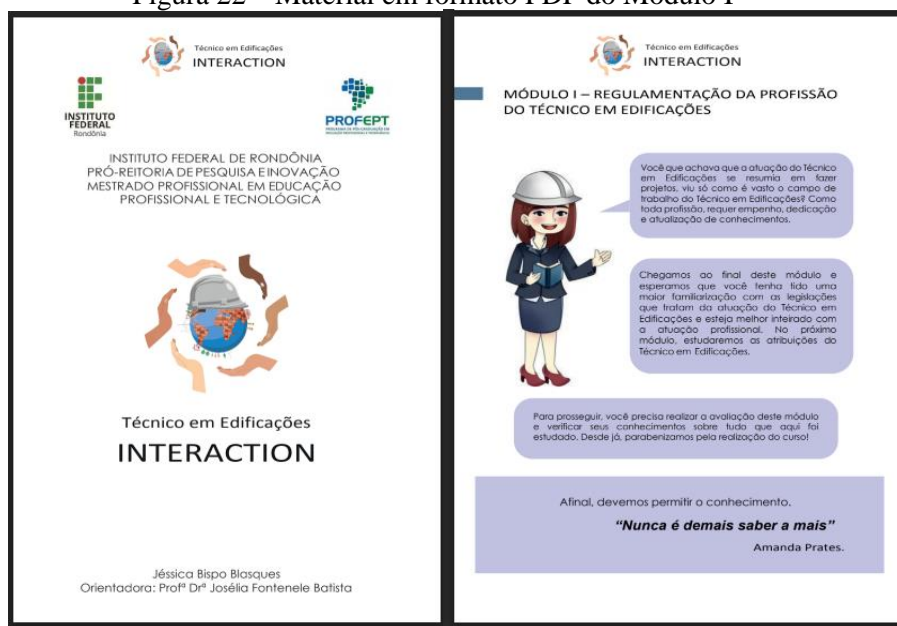 Figura 22 – Material em formato PDF do Módulo I
Técnico em Edificações
INTERACTION
INSTITUTO
FEDERAL
Rondônia
PROFEPT
INSTITUTO FEDERAL DE RONDÔNIA
PRÓ-REITORIA DE PESQUISA E INOVAÇÃO
MESTRADO PROFISSIONAL EM EDUCAÇÃO
PROFISSIONAL E TECNOLÓGICA
Técnico em Edificações
INTERACTION
Jéssica Bispo Blasques
Orientadora: Profª Drª Josélia Fontenele Batista
Técnico em Edificações
INTERACTION
MÓDULO I – REGULAMENTAÇÃO DA PROFISSÃO
DO TÉCNICO EM EDIFICAÇÕES
Você que achava que a atuação do Técnico
em Edificações se resumia em fazer
projetos, viu só como é vasto o campo de
trabalho do Técnico em Edificações? Como
toda profissão, requer empenho, dedicação
e atualização de conhecimentos.
Chegamos ao final deste módulo e
esperamos que você tenha tido uma
maior familiarização com as legislações
que tratam da atuação do Técnico em
Edificações e esteja melhor inteirado com
a atuação profissional. No próximo
módulo, estudaremos as atribuições do
Técnico em Edificações.
Para prosseguir, você precisa realizar a avaliação deste módulo
e verificar seus conhecimentos sobre tudo que aqui foi
estudado. Desde já, parabenizamos pela realização do curso!
Afinal, devemos permitir o conhecimento.
“Nunca é demais saber a mais”
Amanda Prates.